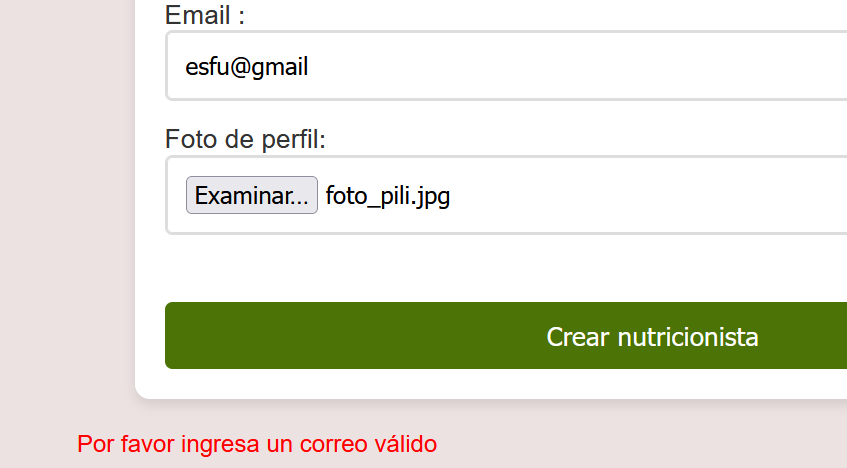 Email :
esfu@gmail
Foto de perfil:
Examinar... foto_pili.jpg
Crear nutricionista
Por favor ingresa un correo válido